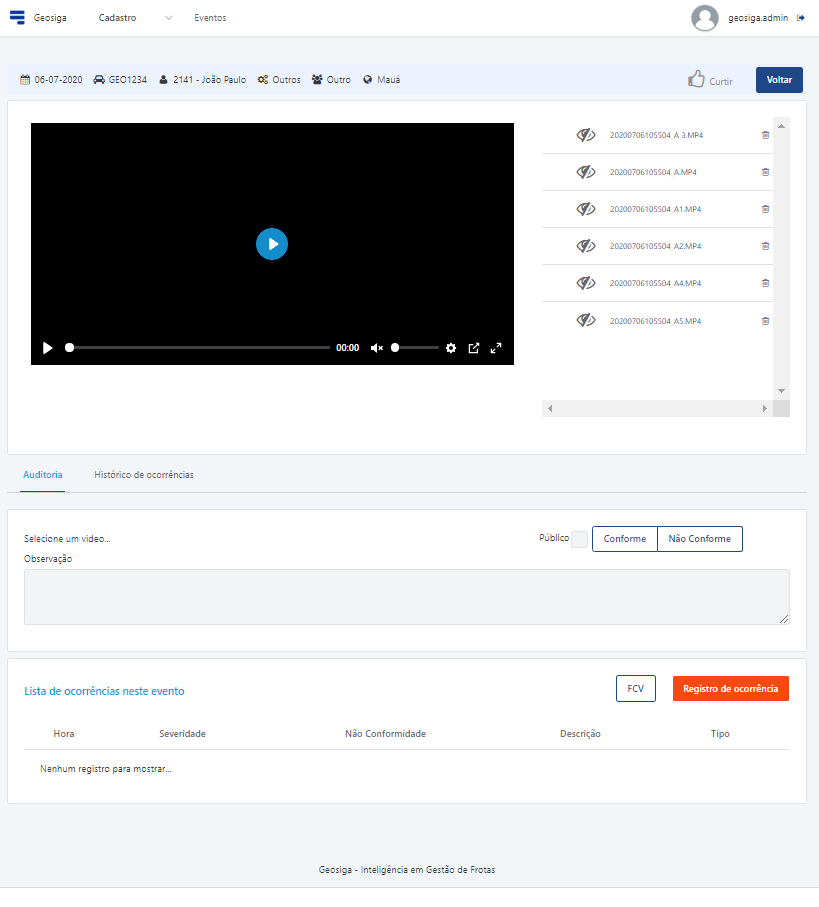 Geosiga Cadastro Eventos geosiga.admin
06-07-2020 GEO1234 2141 - João Paulo Outros Outro Mauá Curtir Voltar
20200706105504_A 3.MP4
20200706105504_A.MP4
20200706105504_A1.MP4
20200706105504_A2.MP4
20200706105504_A4.MP4
20200706105504_A5.MP4
00:00
Auditoria Histórico de ocorrências
Selecione um video... Público Conforme Não Conforme
Observação
Lista de ocorrências neste evento FCV Registro de ocorrência
Hora Severidade Não Conformidade Descrição Tipo
Nenhum registro para mostrar...
Geosiga - Inteligência em Gestão de Frotas